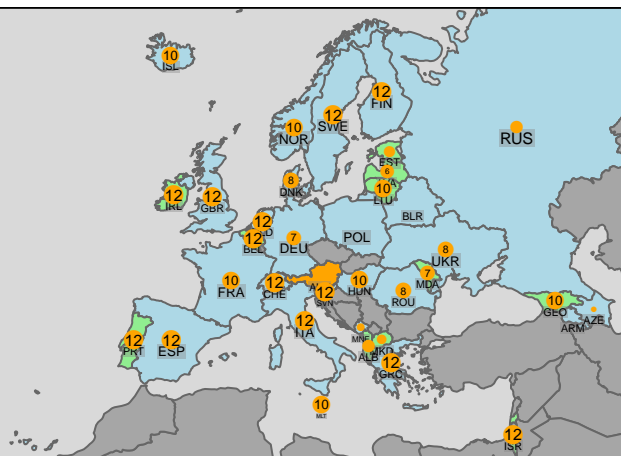 10
ISL
12
FIN
12
SWE
10
NOR
RUS
EST
6
10
LTU
8
DNK
12
IRL
12
GBR
BLR
12
12
BEL
7
DEU
POL
8
UKR
7
MDA
10
FRA
12
CHE
12
SVN
10
HUN
8
ROU
10
GEO
AZE
ARM
12
ITA
12
PRT
12
ESP
MNE
MKD
ALB
12
GRC
10
MLT
12
ISR